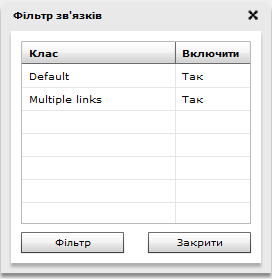 Фільтр зв'язків
Клас Включити
Default Так
Multiple links Так
Фільтр Закрити